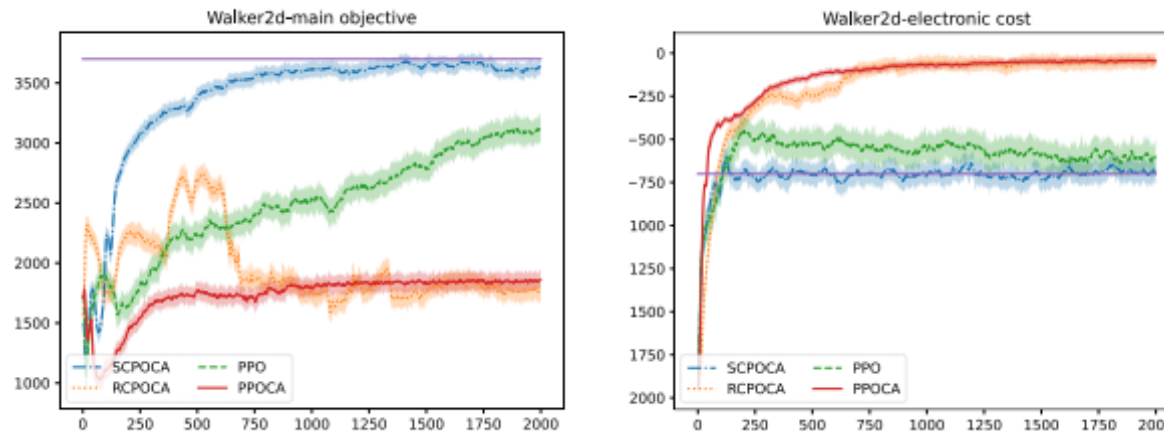 Walker2d-main objective
3500
3000
2500
2000
1500
1000
SCPOCA
RCPOCA
PPO
PPOCA
0 250 500 750 1000 1250 1500 1750 2000
Walker2d-electronic cost
0
−250
−500
−750
1000
1250
1500
1750
2000
SCPOCA
RCPOCA
PPO
PPOCA
0 250 500 750 1000 1250 1500 1750 200